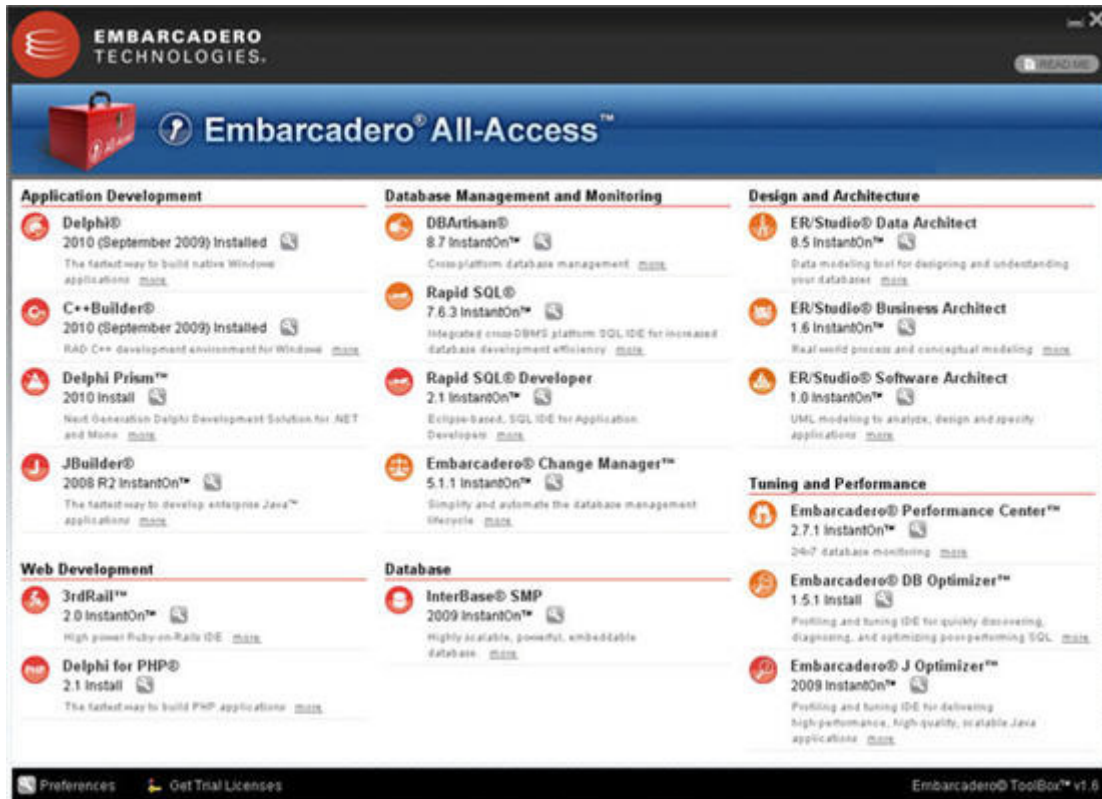 EMBARCADERO
TECHNOLOGIES.
READ ME
All-Access
Embarcadero® All-Access™
Application Development
Delphi®
2010 (September 2009) Installed
The fastest way to build native Windows
applications more
C++Builder®
2010 (September 2009) Installed
RAD C++ development environment for Windows more
Delphi Prism™
2010 Install
Next Generation Delphi Development Solution for .NET
and Mono more
JBuilder®
2008 R2 InstantOn™
The fastest way to develop enterprise Java™
applications more
Web Development
3rdRail™
2.0 InstantOn™
High power Ruby-on-Rails IDE more
PHP
Delphi for PHP®
2.1 Install
The fastest way to build PHP applications more
Database Management and Monitoring
DBArtisan®
8.7 InstantOn™
Cross-platform database management more
Rapid SQL®
7.6.3 InstantOn™
Integrated cross-DBMS platform SQL IDE for increased
database development efficiency more
Rapid SQL® Developer
2.1 InstantOn™
Eclipse-based, SQL IDE for Application
Developers more
Embarcadero® Change Manager™
5.1.1 InstantOn™
Simplify and automate the database management
lifecycle more
Database
InterBase® SMP
2009 InstantOn™
Highly scalable, powerful, embeddable
database more
Design and Architecture
ER/Studio® Data Architect
8.5 InstantOn™
Data modeling tool for designing and understanding
your databases more
ER/Studio® Business Architect
1.6 InstantOn™
Real world process and conceptual modeling more
ER/Studio® Software Architect
1.0 InstantOn™
UML modeling to analyze, design and specify
applications more
Tuning and Performance
Embarcadero® Performance Center™
2.7.1 InstantOn™
24x7 database monitoring more
Embarcadero® DB Optimizer™
1.5.1 Install
Profiling and tuning IDE for quickly discovering,
diagnosing, and optimizing poor-performing SQL more
Embarcadero® J Optimizer™
2009 InstantOn™
Profiling and tuning IDE for delivering
high-performance, high-quality, scalable Java
applications more
Preferences
Get Trial Licenses
Embarcadero® ToolBox™ v1.6